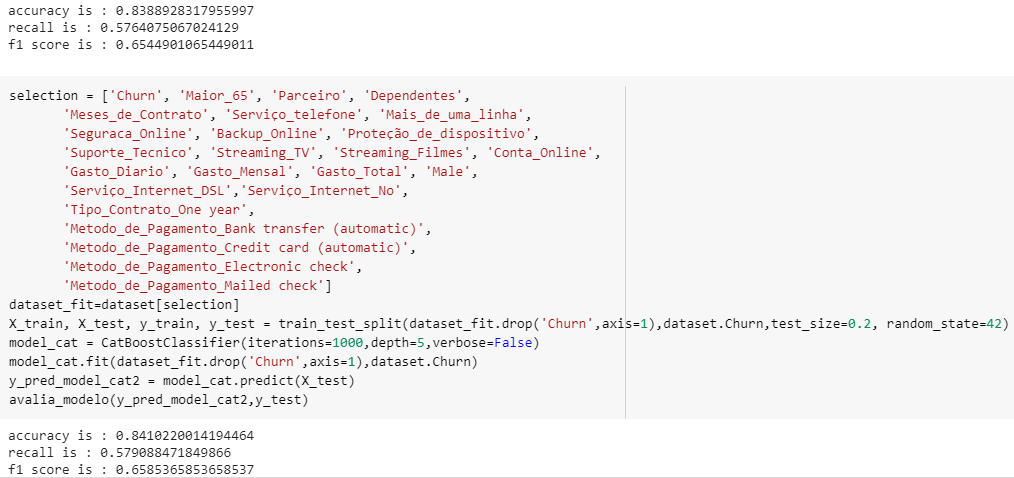 accuracy is : 0.8388928317955997
recall is : 0.5764075067024129
f1 score is : 0.6544901065449011
selection = ['Churn', 'Maior_65', 'Parceiro', 'Dependentes',
'Meses_de_Contrato', 'Serviço_telefone', 'Mais_de_uma_linha',
'Seguraca_Online', 'Backup_Online', 'Proteção_de_dispositivo',
'Suporte_Tecnico', 'Streaming_TV', 'Streaming_Filmes', 'Conta_Online',
'Gasto_Diario', 'Gasto_Mensal', 'Gasto_Total', 'Male',
'Serviço_Internet_DSL','Serviço_Internet_No',
'Tipo_Contrato_One year',
'Metodo_de_Pagamento_Bank transfer (automatic)',
'Metodo_de_Pagamento_Credit card (automatic)',
'Metodo_de_Pagamento_Electronic check',
'Metodo_de_Pagamento_Mailed check']
dataset_fit=dataset[selection]
X_train, X_test, y_train, y_test = train_test_split(dataset_fit.drop('Churn',axis=1),dataset.Churn,test_size=0.2, random_state=42)
model_cat = CatBoostClassifier(iterations=1000,depth=5,verbose=False)
model_cat.fit(dataset_fit.drop('Churn',axis=1),dataset.Churn)
y_pred_model_cat2 = model_cat.predict(X_test)
avalia_modelo(y_pred_model_cat2,y_test)
accuracy is : 0.8410220014194464
recall is : 0.579088471849866
f1 score is : 0.6585365853658537